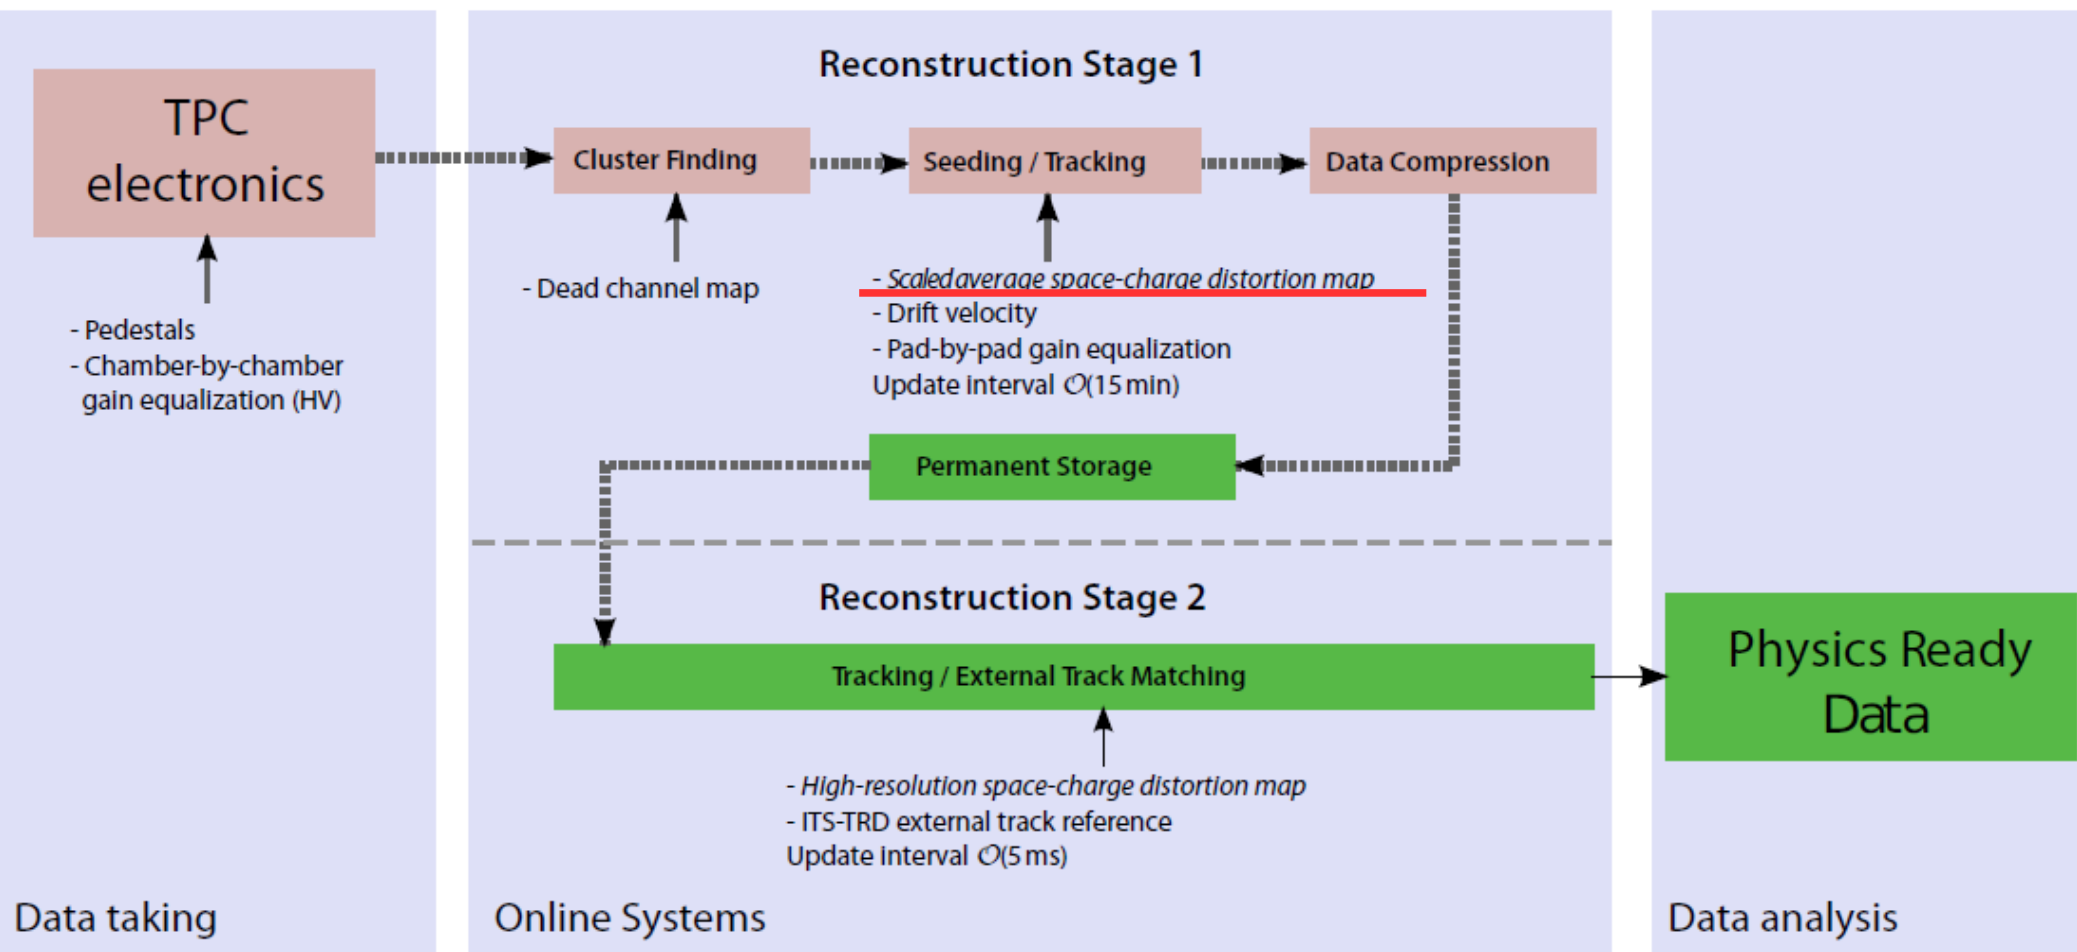 Reconstruction Stage 1
TPC
electronics
Cluster Finding
Seeding / Tracking
Data Compression
- Pedestals
- Chamber-by-chamber
gain equalization (HV)
- Dead channel map
- Scaled average space-charge distortion map
- Drift velocity
- Pad-by-pad gain equalization
Update interval 𝒪(15 min)
Permanent Storage
Reconstruction Stage 2
Tracking / External Track Matching
- High-resolution space-charge distortion map
- ITS-TRD external track reference
Update interval 𝒪(5 ms)
Physics Ready
Data
Data taking
Online Systems
Data analysis